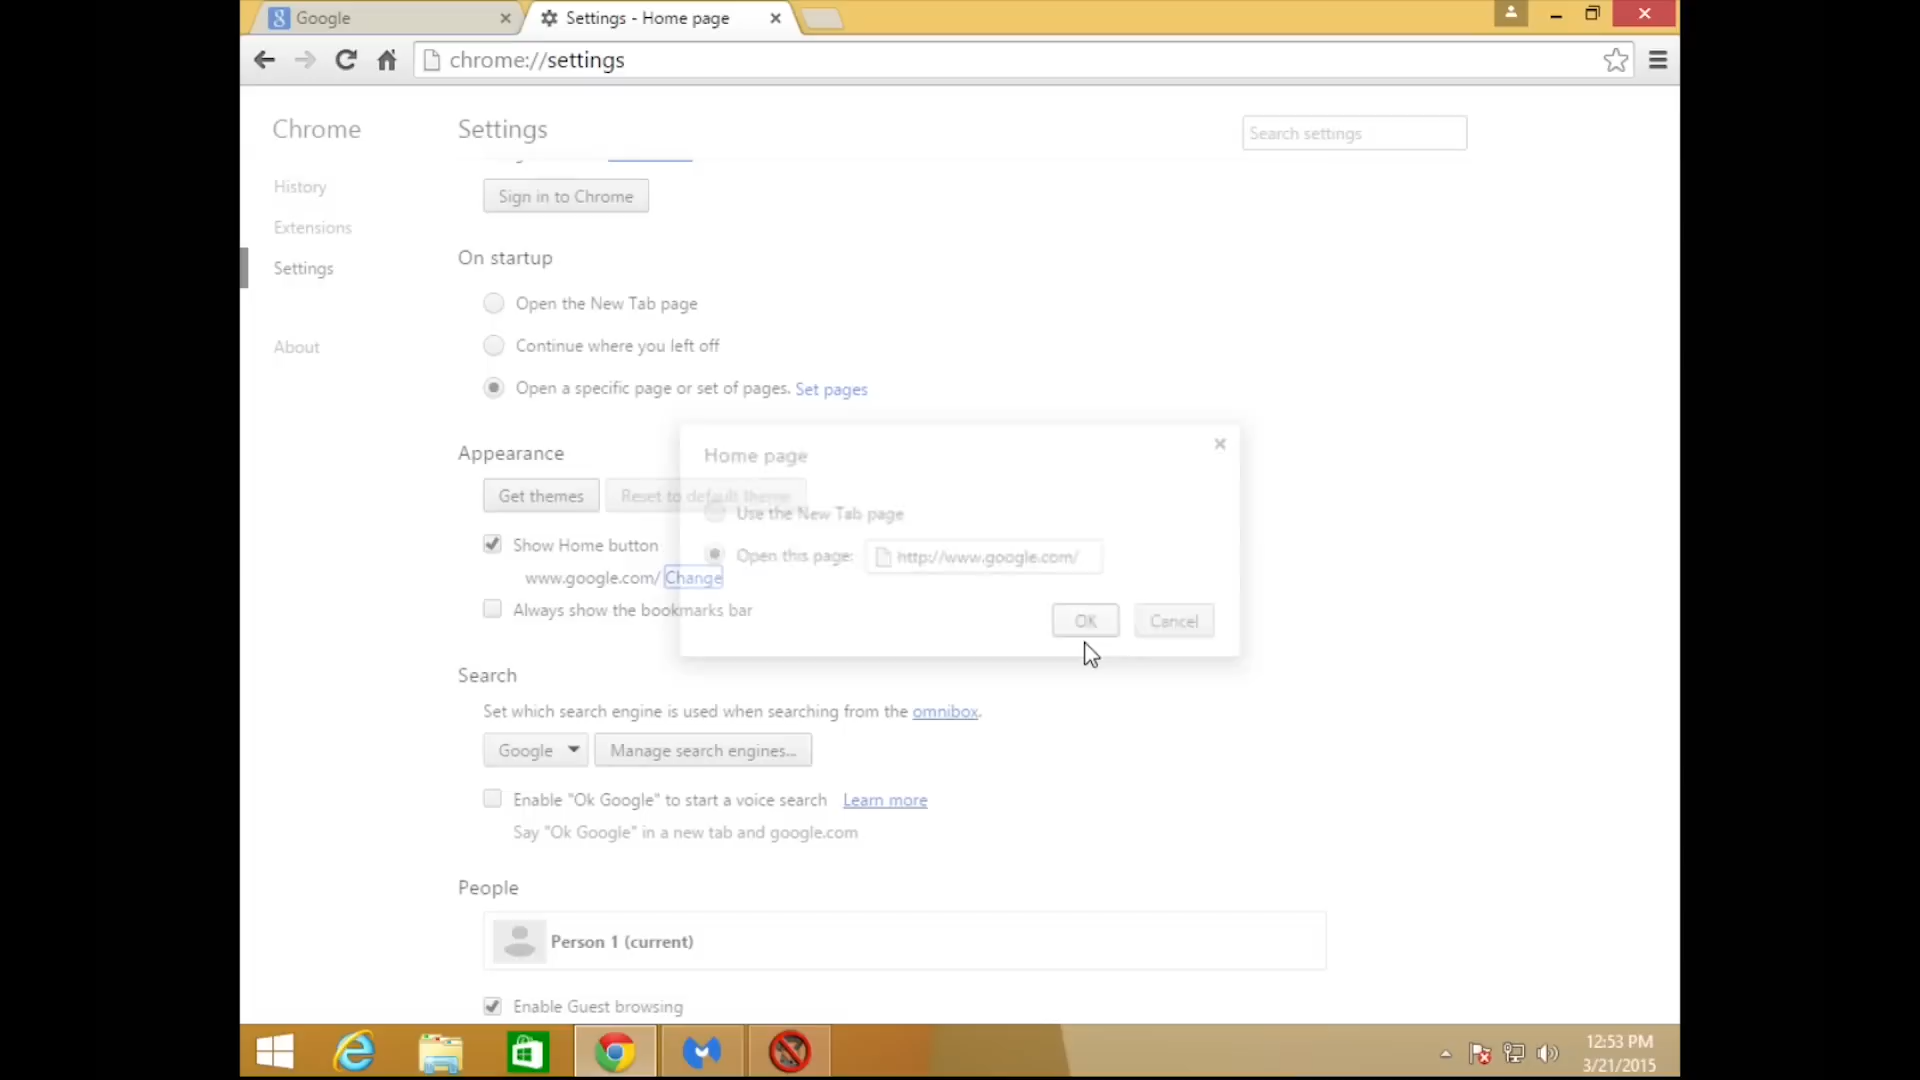 Google
Settings - Home page
chrome://settings
Chrome
Settings
Search settings
History
Sign in to Chrome
Extensions
On startup
Settings
Open the New Tab page
Continue where you left off
About
Open a specific page or set of pages. Set pages
Appearance
Home page
Get themes
Reset to default theme
Use the New Tab page
Show Home button
Open this page:
http://www.google.com/
www.google.com/ Change
Always show the bookmarks bar
OK
Cancel
Search
Set which search engine is used when searching from the omnibox.
Google
Manage search engines...
Enable "Ok Google" to start a voice search Learn more
Say "Ok Google" in a new tab and google.com
People
Person 1 (current)
Enable Guest browsing
12:53 PM
3/21/2015